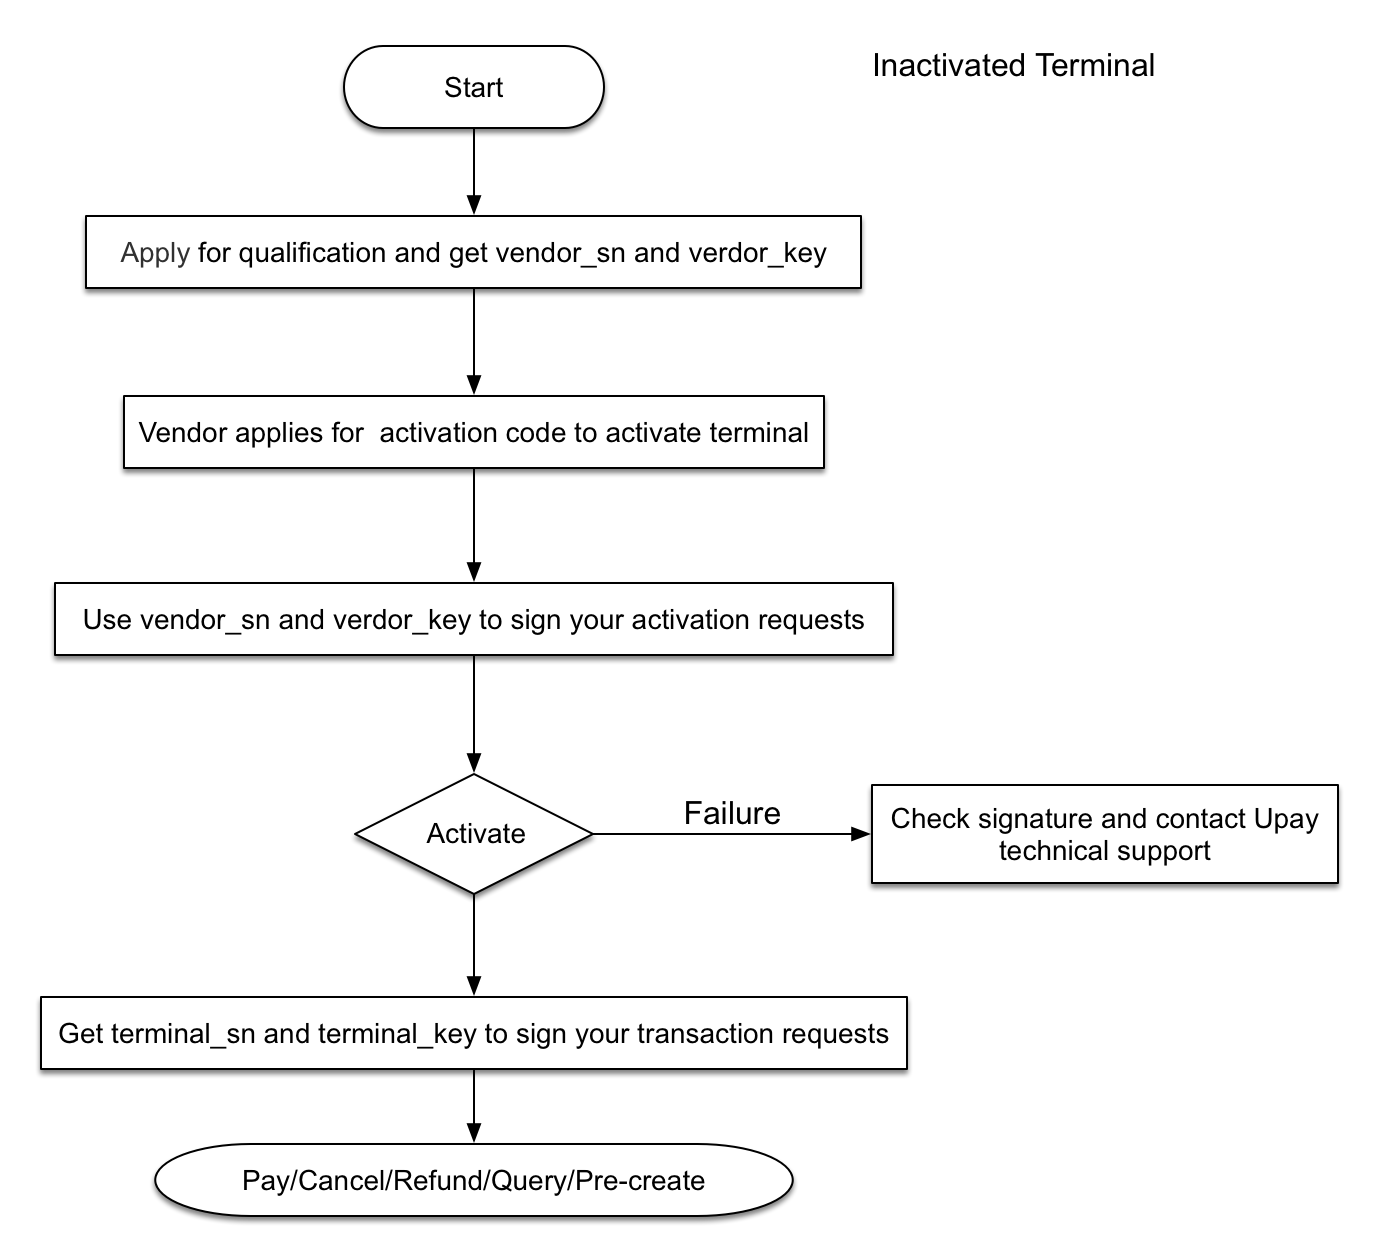 Inactivated Terminal
Start
Apply for qualification and get vendor_sn and verdor_key
Vendor applies for  activation code to activate terminal
Use vendor_sn and verdor_key to sign your activation requests
Activate
Failure
Check signature and contact Upay
technical support
Get terminal_sn and terminal_key to sign your transaction requests
Pay/Cancel/Refund/Query/Pre-create